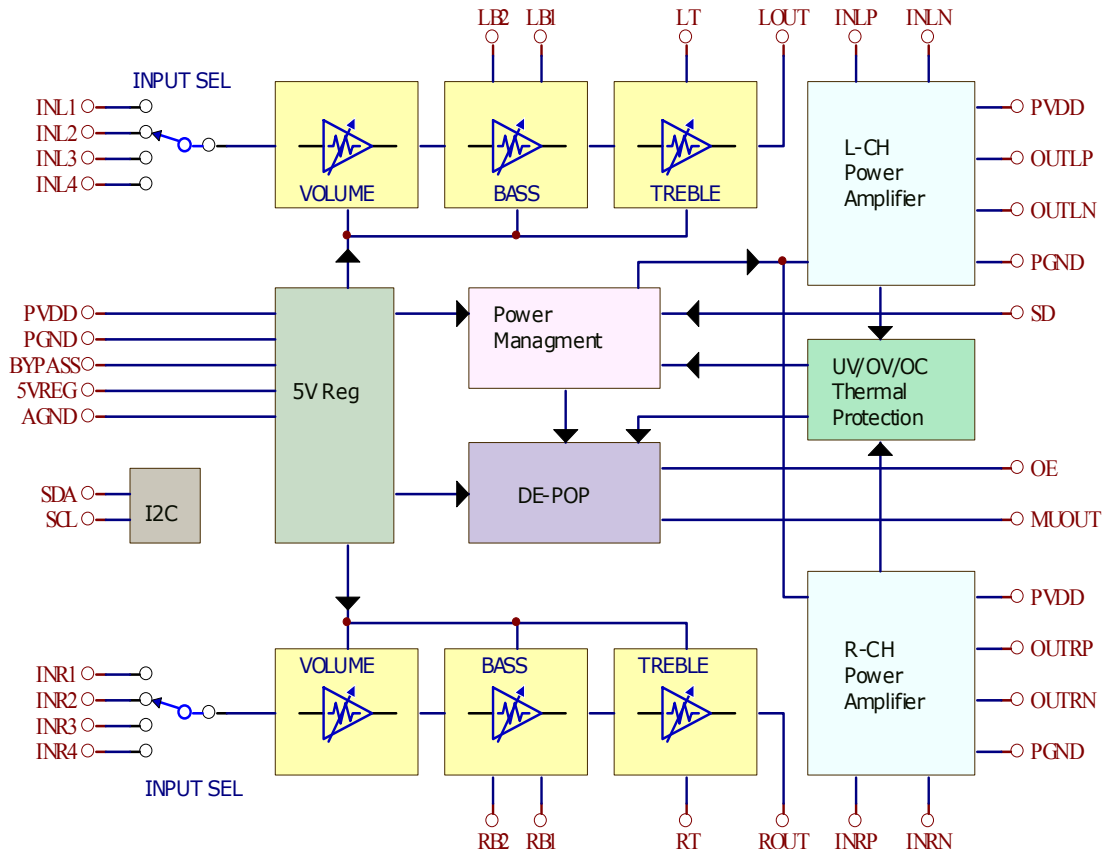 LB2 LB1 LT LOUT INLP INLN
INPUT SEL
INL1
INL2
INL3
INL4
VOLUME
BASS
TREBLE
L-CH
Power
Amplifier
PVDD
OUTLP
OUTLN
PGND
SD
PVDD
PGND
BYPASS
5VREG
AGND
5V Reg
Power
Managment
UV/OV/OC
Thermal
Protection
SDA
SCL
I2C
DE-POP
OE
MUOUT
INR1
INR2
INR3
INR4
INPUT SEL
VOLUME
BASS
TREBLE
R-CH
Power
Amplifier
PVDD
OUTRP
OUTRN
PGND
RB2 RB1 RT ROUT INRP INRN